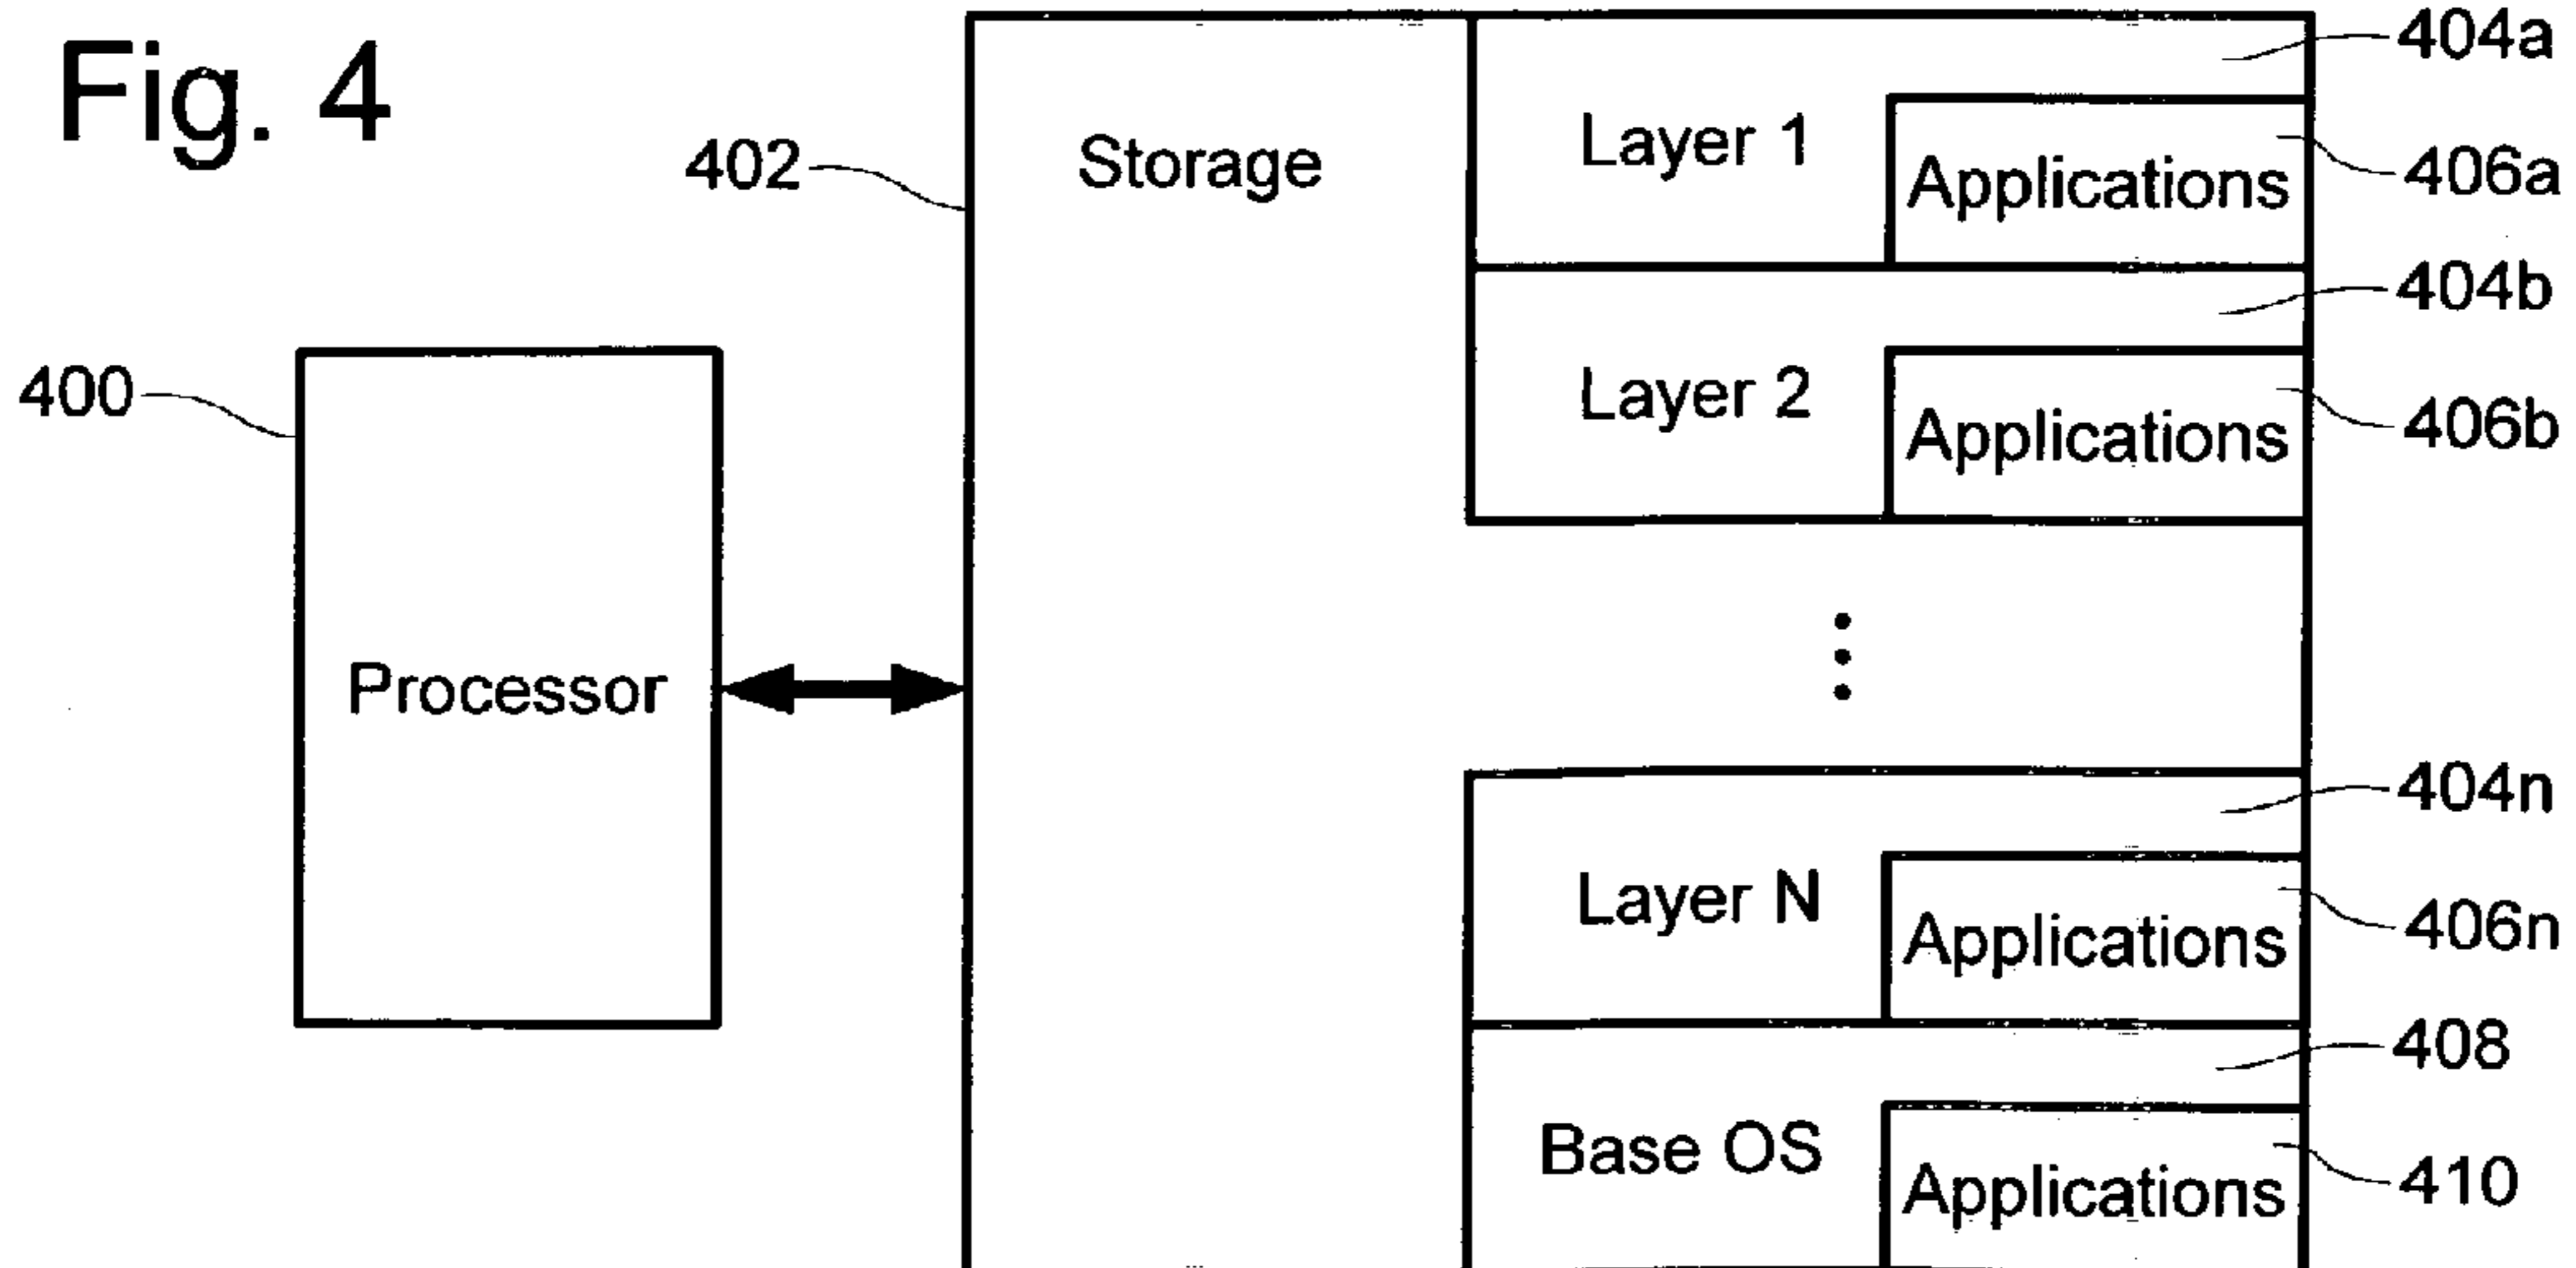 Fig. 4
404a
402
Storage
Layer 1
Applications
406a
404b
400
Layer 2
Applications
406b
Processor
404n
Layer N
Applications
406n
408
Base OS
Applications
410